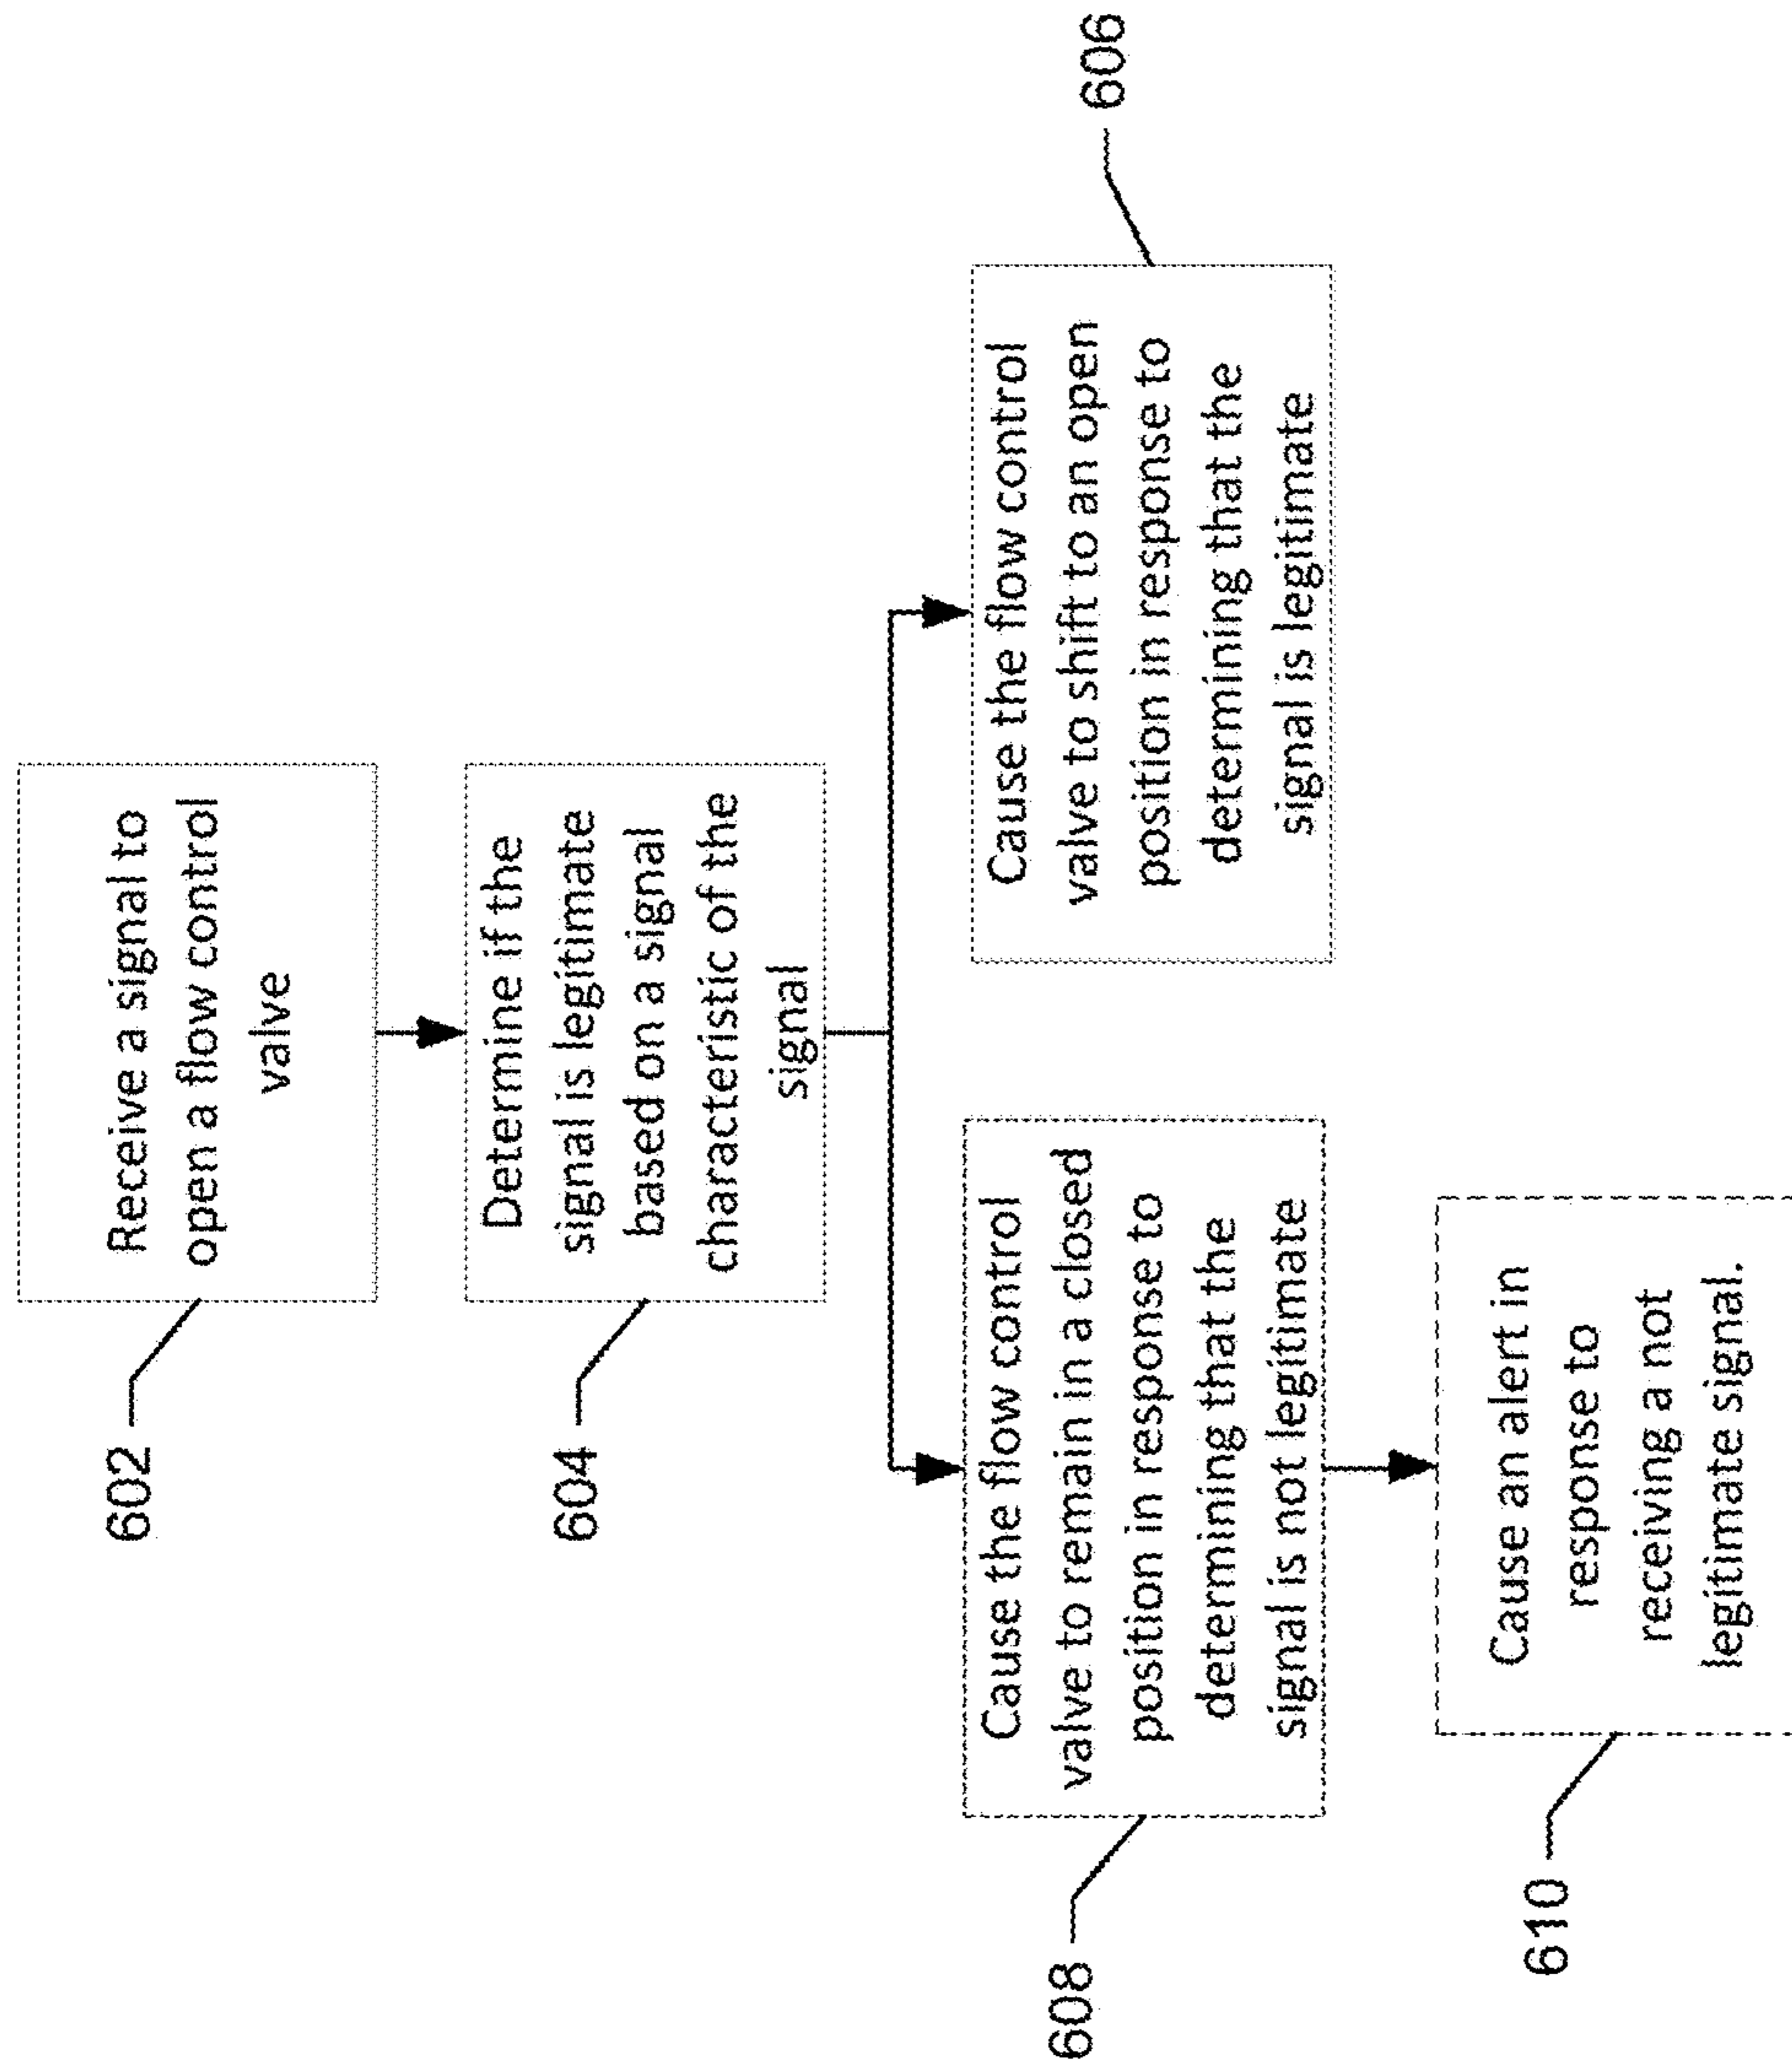 602
Receive a signal to
open a flow control
valve
604
Determine if the
signal is legitimate
based on a signal
characteristic of the
signal
608
Cause the flow control
valve to remain in a closed
position in response to
determining that the
signal is not legitimate
Cause the flow control
valve to shift to an open
position in response to
determining that the
signal is legitimate
606
610
Cause an alert in
response to
receiving a not
legitimate signal.